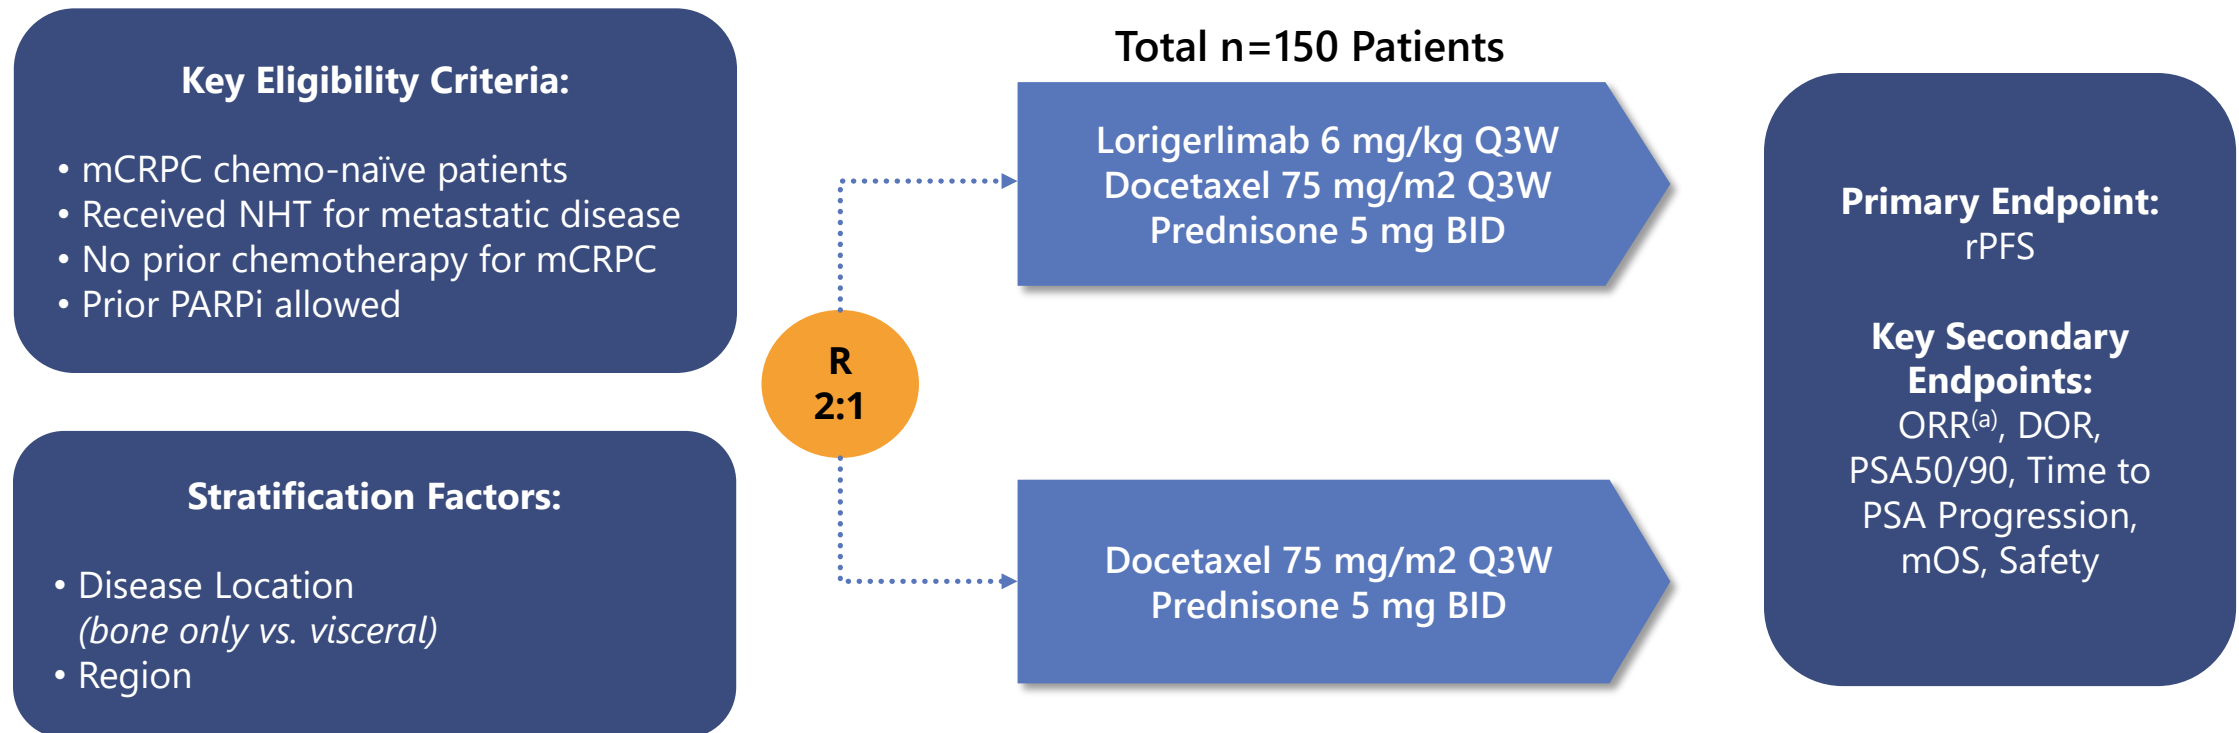 Key Eligibility Criteria:
• mCRPC chemo-naïve patients
• Received NHT for metastatic disease
• No prior chemotherapy for mCRPC
• Prior PARPi allowed
Stratification Factors:
• Disease Location
(bone only vs. visceral)
• Region
R
2:1
Total n=150 Patients
Lorigerlimab 6 mg/kg Q3W
Docetaxel 75 mg/m2 Q3W
Prednisone 5 mg BID
Docetaxel 75 mg/m2 Q3W
Prednisone 5 mg BID
Primary Endpoint:
rPFS
Key Secondary
Endpoints:
ORR(a), DOR,
PSA50/90, Time to
PSA Progression,
mOS, Safety